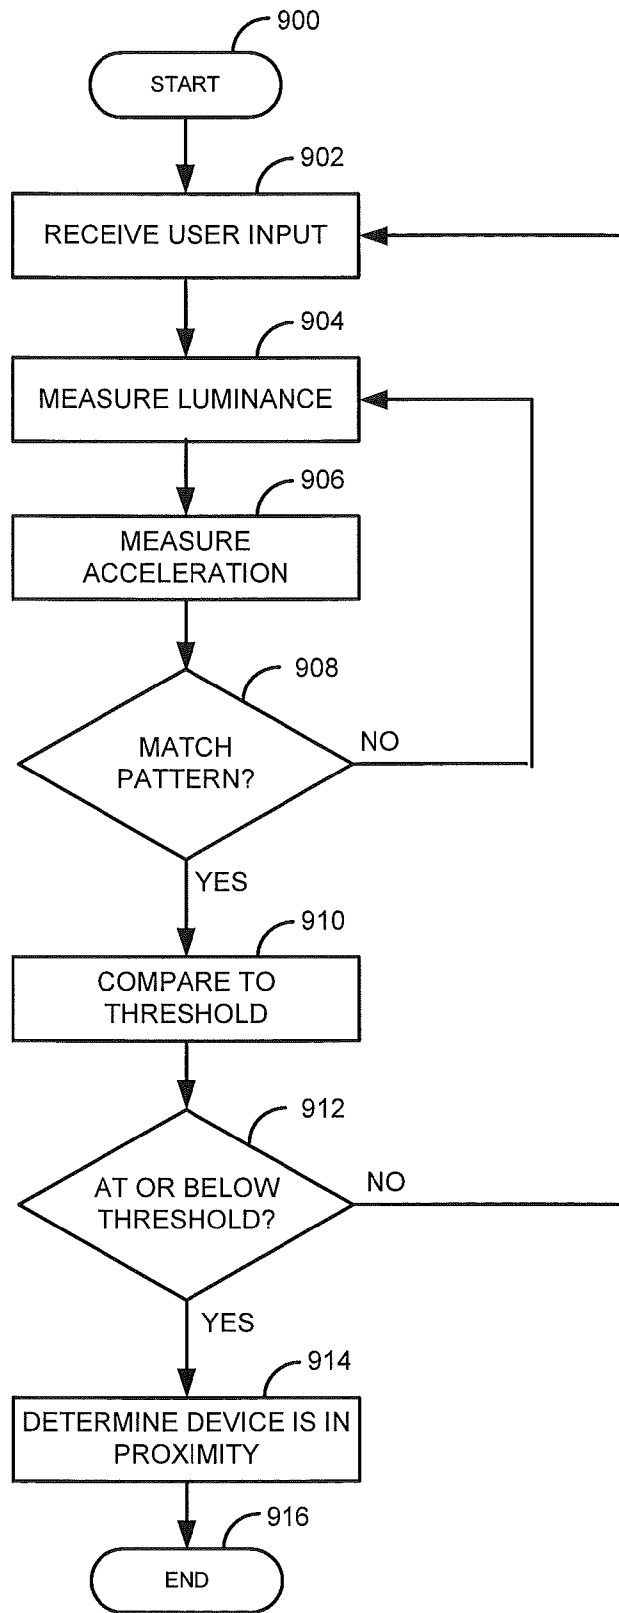 900
START
902
RECEIVE USER INPUT
904
MEASURE LUMINANCE
906
MEASURE
ACCELERATION
908
MATCH
PATTERN?
NO
YES
910
COMPARE TO
THRESHOLD
912
AT OR BELOW
THRESHOLD?
NO
YES
914
DETERMINE DEVICE IS IN
PROXIMITY
916
END